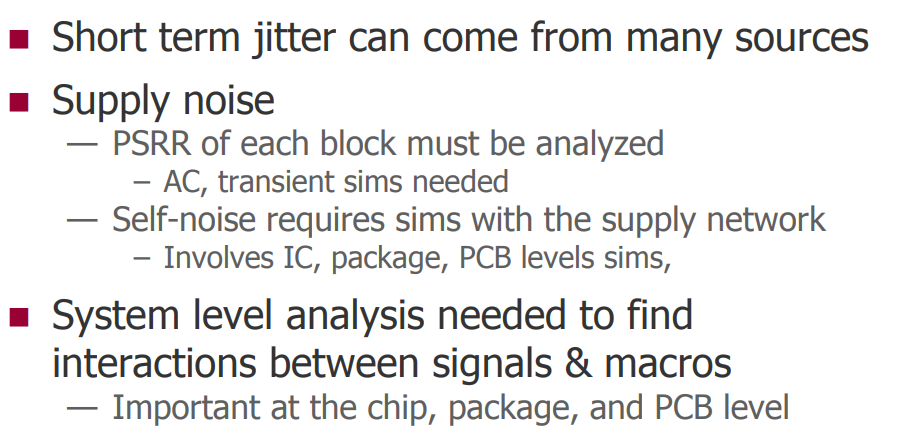 Short term jitter can come from many sources
Supply noise
— PSRR of each block must be analyzed
– AC, transient sims needed
— Self-noise requires sims with the supply network
– Involves IC, package, PCB levels sims,
System level analysis needed to find
interactions between signals & macros
— Important at the chip, package, and PCB level